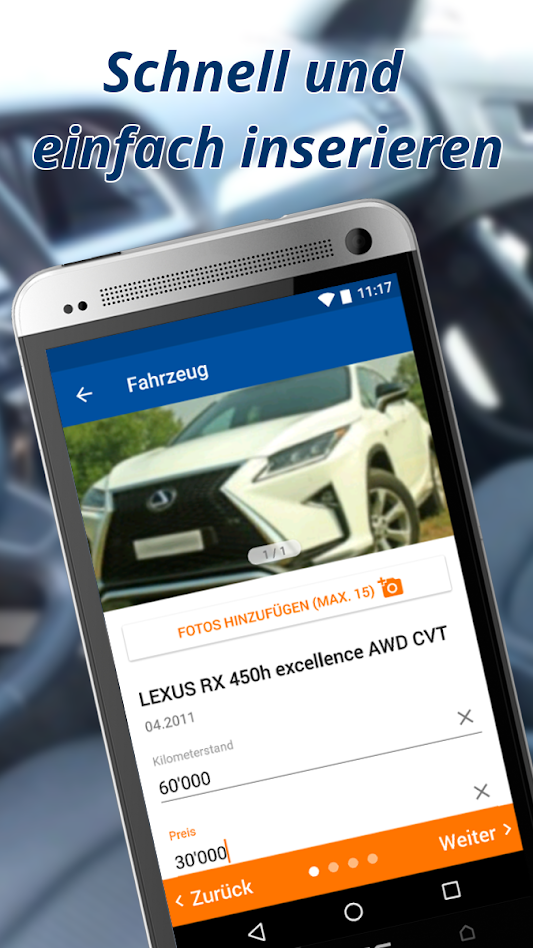 Schnell und
einfach inserieren
11:17
Fahrzeug
1 / 1
FOTOS HINZUFÜGEN (MAX. 15)
LEXUS RX 450h excellence AWD CVT
04.2011
Kilometerstand
60'000
Preis
30'000
Zurück
Weiter